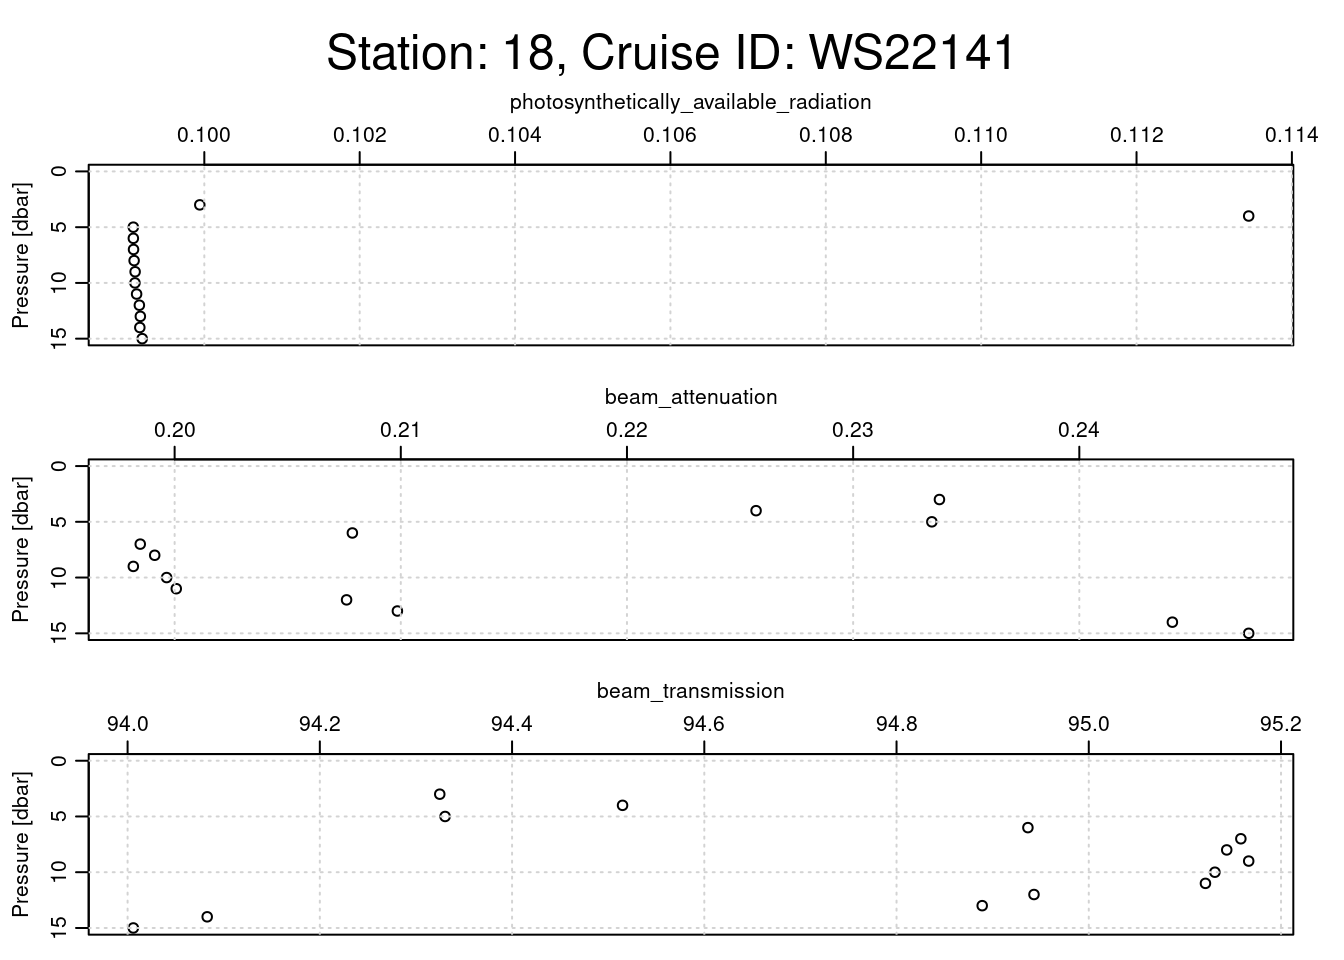 Station: 18, Cruise ID: WS22141
photosynthetically_available_radiation
0.100 0.102 0.104 0.106 0.108 0.110 0.112 0.114
Pressure [dbar]
0
5
10
15
beam_attenuation
0.20 0.21 0.22 0.23 0.24
Pressure [dbar]
0
5
10
15
beam_transmission
94.0 94.2 94.4 94.6 94.8 95.0 95.2
Pressure [dbar]
0
5
10
15